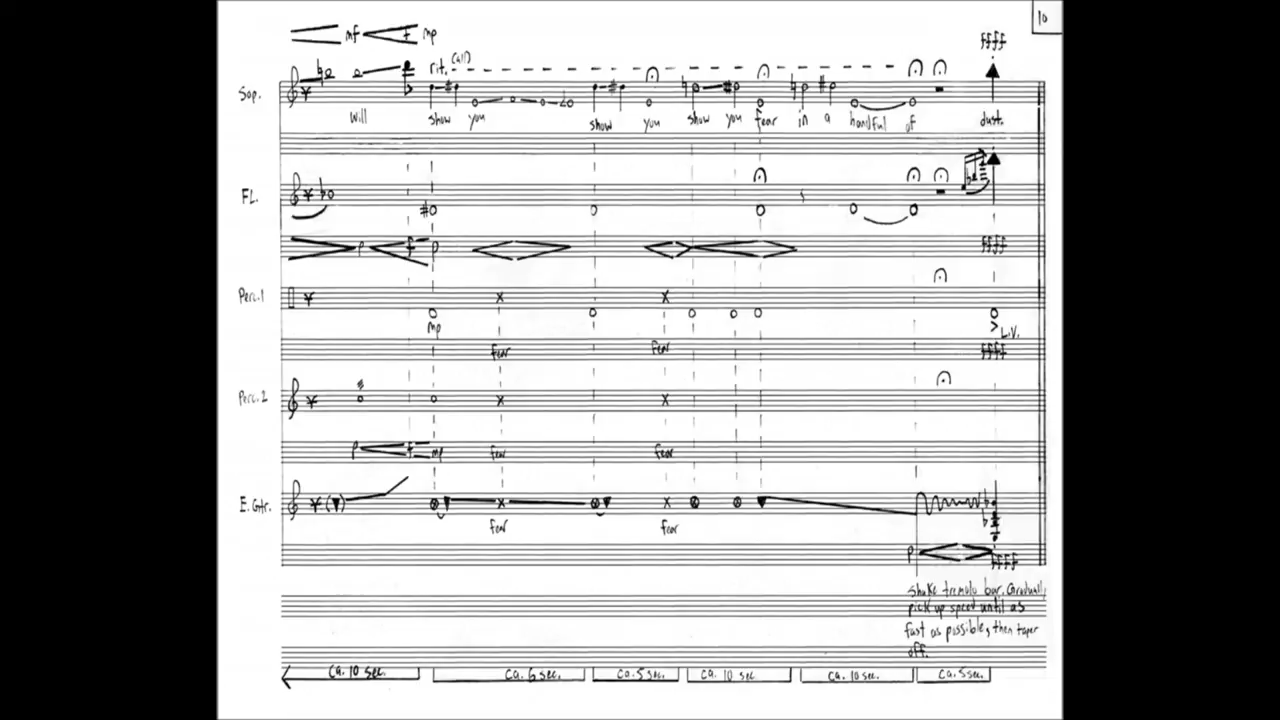 10
mf f mp
ffff
rit. (all)
Sop.
will show you show you show you fear in a handful of dust.
FL.
p f p ffff
Perc.1
mp L.V.
fear fear ffff
Perc. 2
p f mp fear fear
E. Gtr.
fear fear
p ffff
Shake tremolo bar. Gradually
pick up speed until as
fast as possible, then taper
off.
ca. 10 sec. ca. 6 sec. ca. 5 sec. ca. 10 sec. ca. 10 sec. ca. 5 sec.